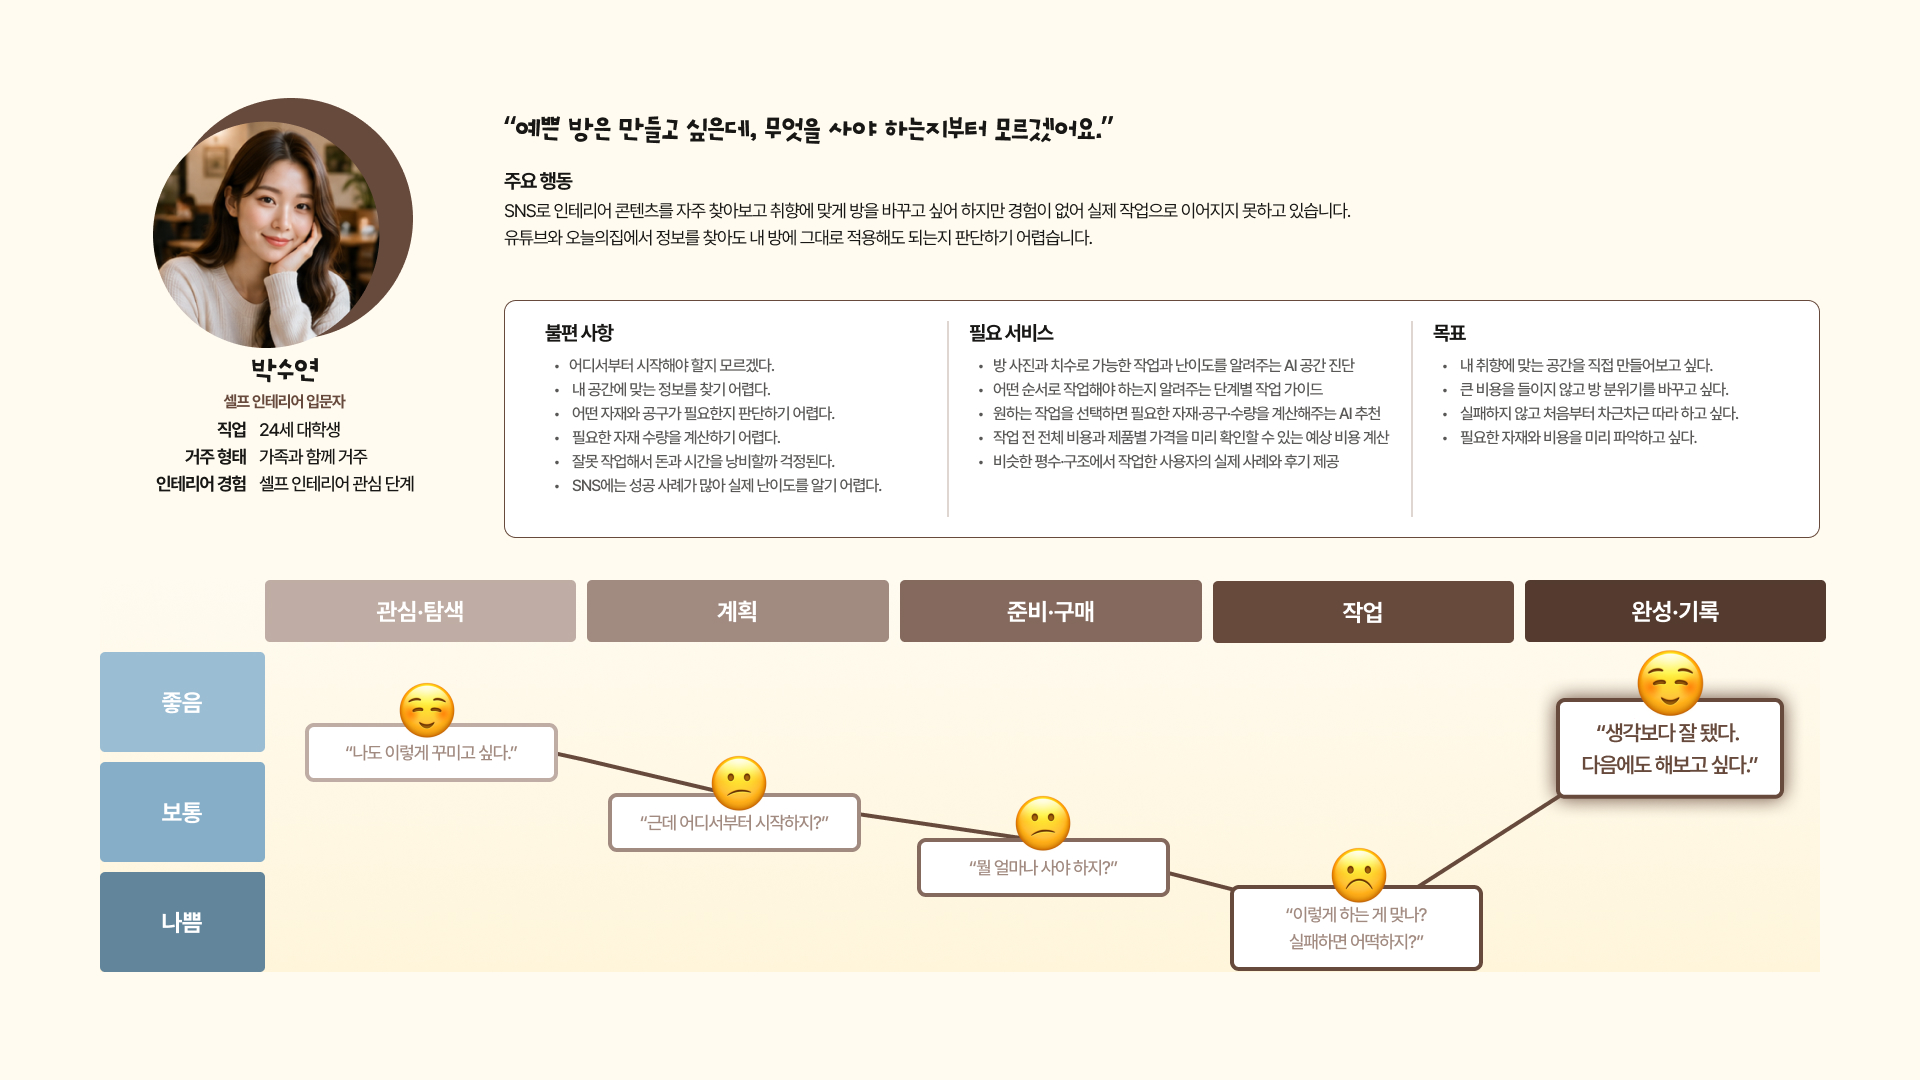 “예쁜 방은 만들고 싶은데, 무엇을 사야 하는지부터 모르겠어요.”
주요 행동
SNS로 인테리어 콘텐츠를 자주 찾아보고 취향에 맞게 방을 바꾸고 싶어 하지만 경험이 없어 실제 작업으로 이어지지 못하고 있습니다.
유튜브와 오늘의집에서 정보를 찾아도 내 방에 그대로 적용해도 되는지 판단하기 어렵습니다.
박수연
셀프 인테리어 입문자
직업 24세 대학생
거주 형태 가족과 함께 거주
인테리어 경험 셀프 인테리어 관심 단계
불편 사항
• 어디서부터 시작해야 할지 모르겠다.
• 내 공간에 맞는 정보를 찾기 어렵다.
• 어떤 자재와 공구가 필요한지 판단하기 어렵다.
• 필요한 자재 수량을 계산하기 어렵다.
• 잘못 작업해서 돈과 시간을 낭비할까 걱정된다.
• SNS에는 성공 사례가 많아 실제 난이도를 알기 어렵다.
필요 서비스
• 방 사진과 치수로 가능한 작업과 난이도를 알려주는 AI 공간 진단
• 어떤 순서로 작업해야 하는지 알려주는 단계별 작업 가이드
• 원하는 작업을 선택하면 필요한 자재·공구·수량을 계산해주는 AI 추천
• 작업 전 전체 비용과 제품별 가격을 미리 확인할 수 있는 예상 비용 계산
• 비슷한 평수·구조에서 작업한 사용자의 실제 사례와 후기 제공
목표
• 내 취향에 맞는 공간을 직접 만들어보고 싶다.
• 큰 비용을 들이지 않고 방 분위기를 바꾸고 싶다.
• 실패하지 않고 처음부터 차근차근 따라 하고 싶다.
• 필요한 자재와 비용을 미리 파악하고 싶다.
관심·탐색
계획
준비·구매
작업
완성·기록
좋음
보통
나쁨
“나도 이렇게 꾸미고 싶다.”
“근데 어디서부터 시작하지?”
“뭘 얼마나 사야 하지?”
“이렇게 하는 게 맞나?
실패하면 어떡하지?”
“생각보다 잘 됐다.
다음에도 해보고 싶다.”